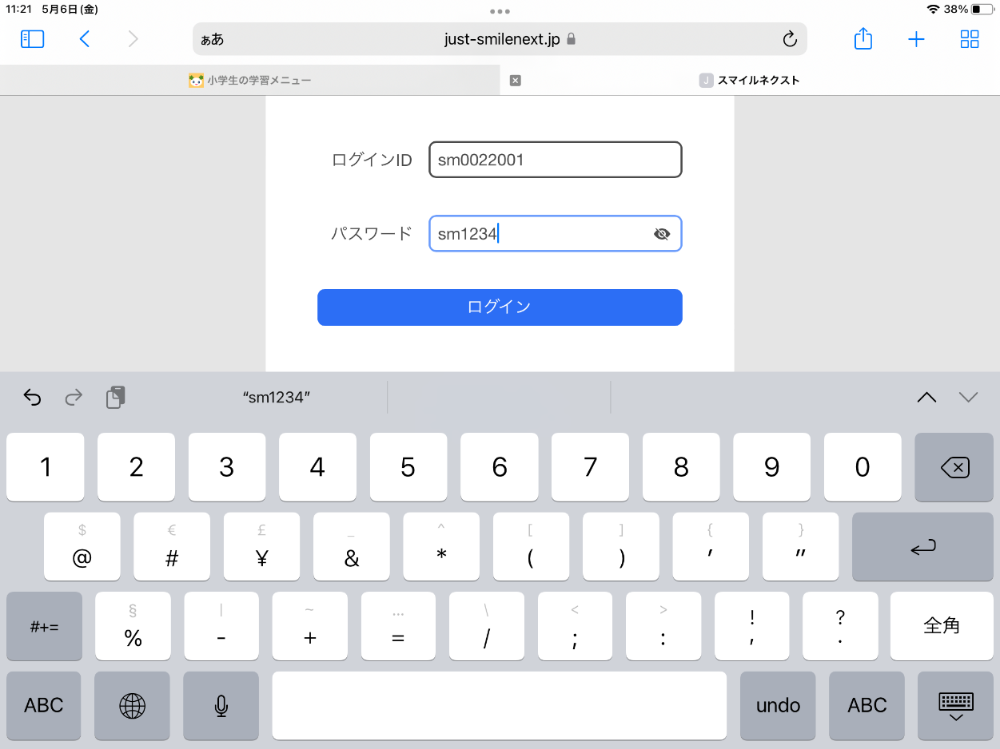 11:21 5月6日(金)
38%
ぁあ
just-smilenext.jp
小学生の学習メニュー
J スマイルネクスト
ログインID sm0022001
パスワード sm1234
ログイン
“sm1234”
1 2 3 4 5 6 7 8 9 0
$ € £ _ ^ [ ] { }
@ # ¥ & * ( ) ′ ″
§ | ~ … \ < > ! ?
#+= % - + = / ; : , . 全角
ABC undo ABC